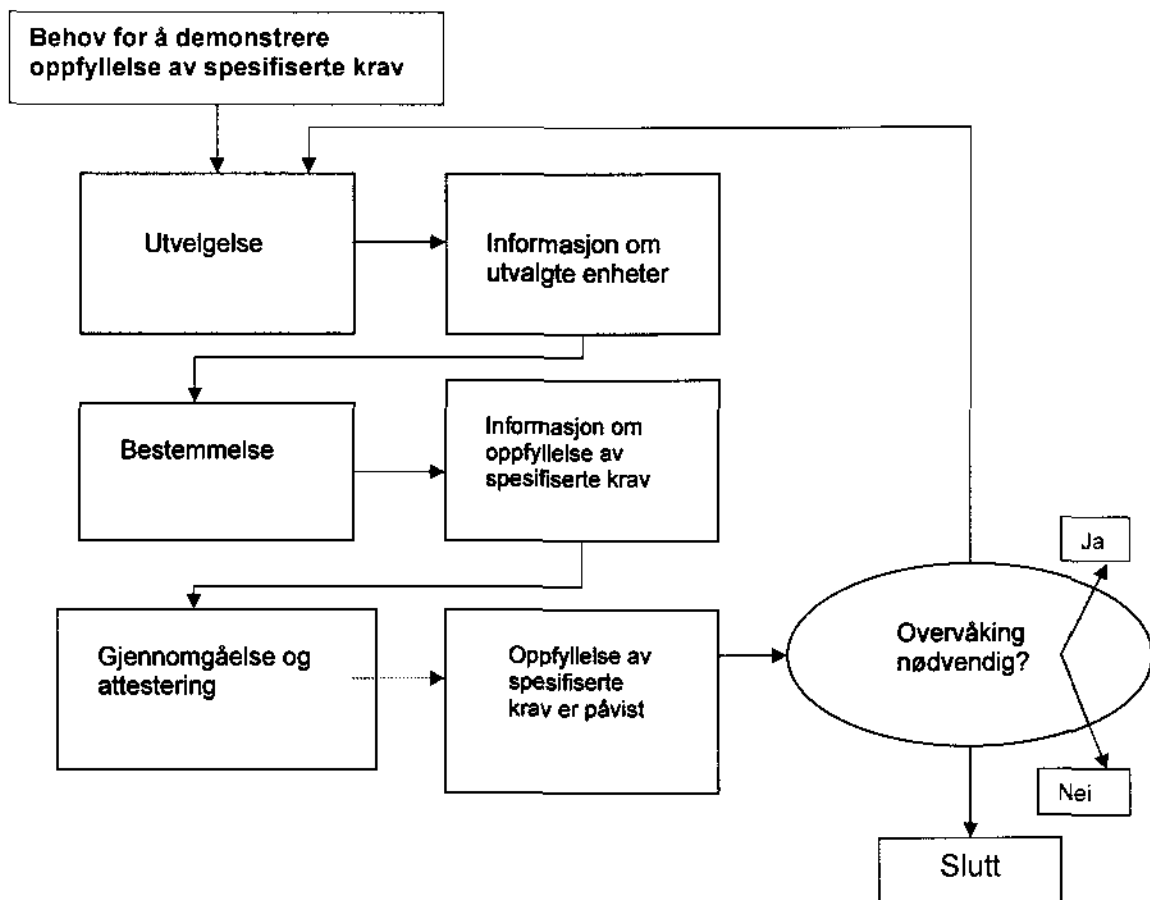 Behov for å demonstrere
oppfyllelse av spesifiserte krav
Utvelgelse
Informasjon om
utvalgte enheter
Bestemmelse
Informasjon om
oppfyllelse av
spesifiserte krav
Gjennomgåelse og
attestering
Oppfyllelse av
spesifiserte
krav er påvist
Overvåking
nødvendig?
Ja
Nei
Slutt